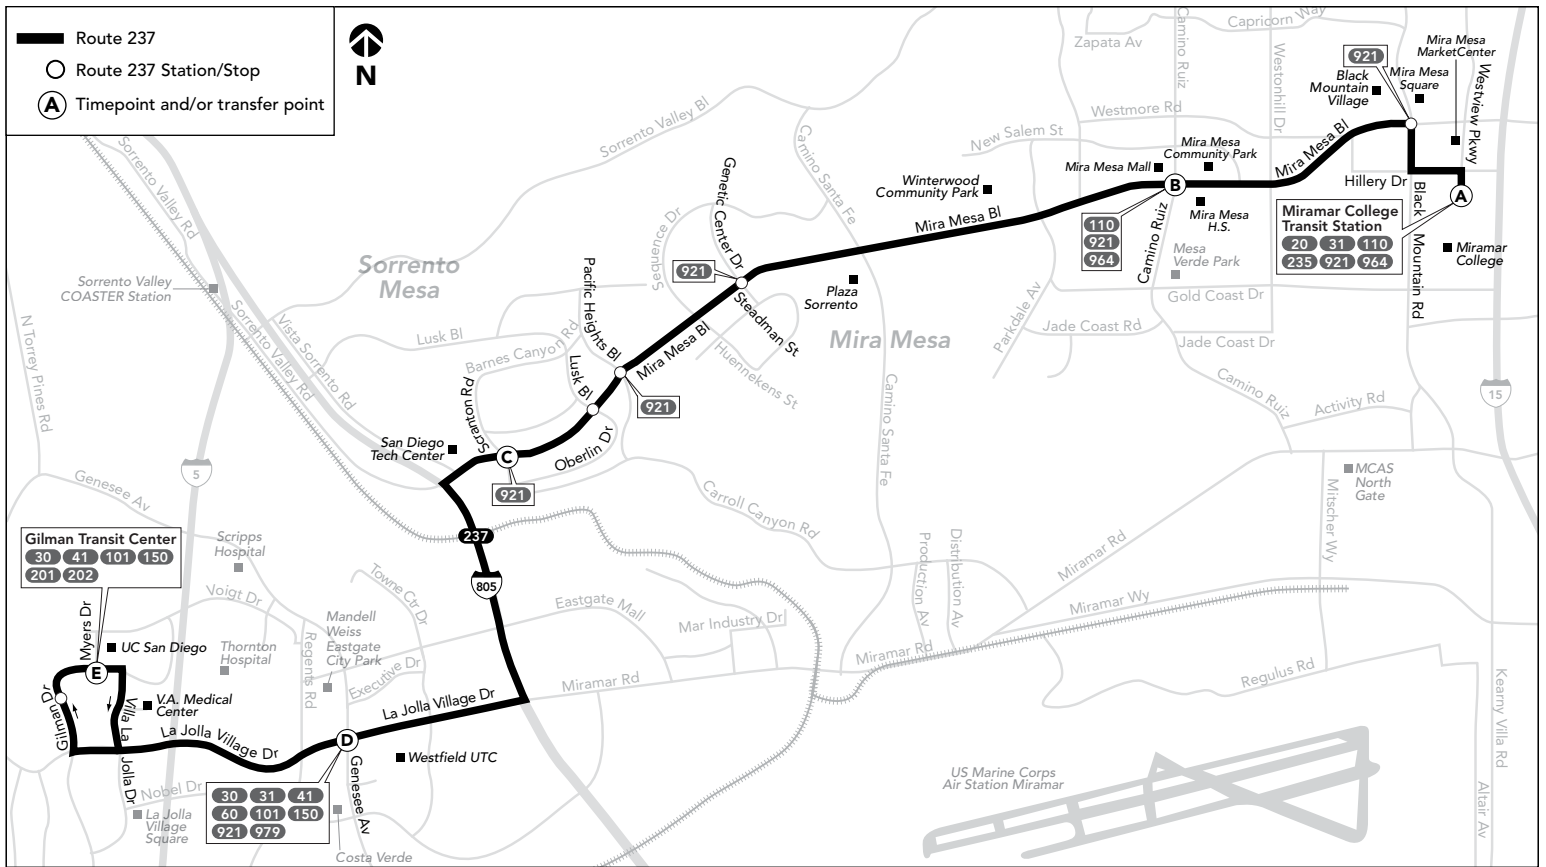 Route 237
Route 237 Station/Stop
A
Timepoint and/or transfer point
N
Zapata Av
Camino Ruiz
Capricorn Way
Westonhill Dr
921
Mira Mesa
MarketCenter
Black
Mountain
Village
Mira Mesa
Square
Westview Pkwy
Sorrento Valley Bl
Sorrento Valley Rd
Westmore Rd
New Salem St
Mira Mesa Bl
Mira Mesa
Community Park
Mira Mesa Mall
Camino Santa Fe
Genetic Center Dr
Winterwood
Community Park
B
Hillery Dr
A
Mira Mesa Bl
Mira Mesa
H.S.
Black Mountain Rd
Miramar College
Transit Station
20 31 110
235 921 964
110
921
964
Camino Ruiz
Mesa
Verde Park
Miramar
College
Sequence Dr
Sorrento
Mesa
Sorrento Valley
COASTER Station
Pacific Heights Bl
921
Plaza
Sorrento
Gold Coast Dr
Parkdale Av
Steadman St
Jade Coast Rd
Jade Coast Dr
Mira Mesa
N Torrey Pines Rd
Sorrento Valley Rd
Vista Sorrento Rd
Lusk Bl
Barnes Canyon Rd
Mira Mesa Bl
Huennekens St
Lusk Bl
921
Camino Ruiz
Activity Rd
15
Scranton Rd
Camino Santa Fe
San Diego
Tech Center
C
Oberlin Dr
921
5
Genesee Av
Carroll Canyon Rd
MCAS
North
Gate
Mitscher Wy
237
Gilman Transit Center
30 41 101 150
201 202
Scripps
Hospital
805
Production Av
Distribution Av
Miramar Rd
Towne Ctr Dr
Voigt Dr
Eastgate Mall
Mar Industry Dr
Miramar Wy
Mandell
Weiss
Eastgate
City Park
Myers Dr
UC San Diego
Thornton
Hospital
Regents Rd
Executive Dr
Miramar Rd
Miramar Rd
Regulus Rd
E
V.A. Medical
Center
Gilman Dr
Villa La Jolla Dr
La Jolla Village Dr
La Jolla Village Dr
D
Westfield UTC
Genesee Av
Kearny Villa Rd
Altair Av
US Marine Corps
Air Station Miramar
Nobel Dr
30 31 41
60 101 150
921 979
La Jolla
Village
Square
Costa Verde